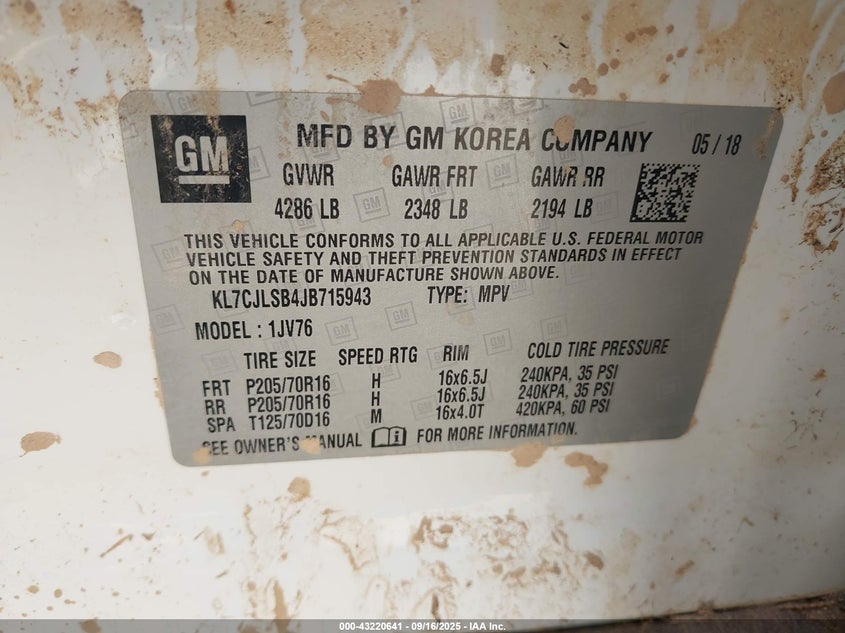 GM MFD BY GM KOREA COMPANY 05 / 18
GVWR GAWR FRT GAWR RR
4286 LB 2348 LB 2194 LB
THIS VEHICLE CONFORMS TO ALL APPLICABLE U.S. FEDERAL MOTOR
VEHICLE SAFETY AND THEFT PREVENTION STANDARDS IN EFFECT
ON THE DATE OF MANUFACTURE SHOWN ABOVE.
KL7CJLSB4JB715943 TYPE: MPV
MODEL : 1JV76
TIRE SIZE SPEED RTG RIM COLD TIRE PRESSURE
FRT P205/70R16 H 16x6.5J 240KPA, 35 PSI
RR P205/70R16 H 16x6.5J 240KPA, 35 PSI
SPA T125/70D16 M 16x4.0T 420KPA, 60 PSI
SEE OWNER'S MANUAL FOR MORE INFORMATION.
000-43220641 - 09/16/2025 - IAA Inc.